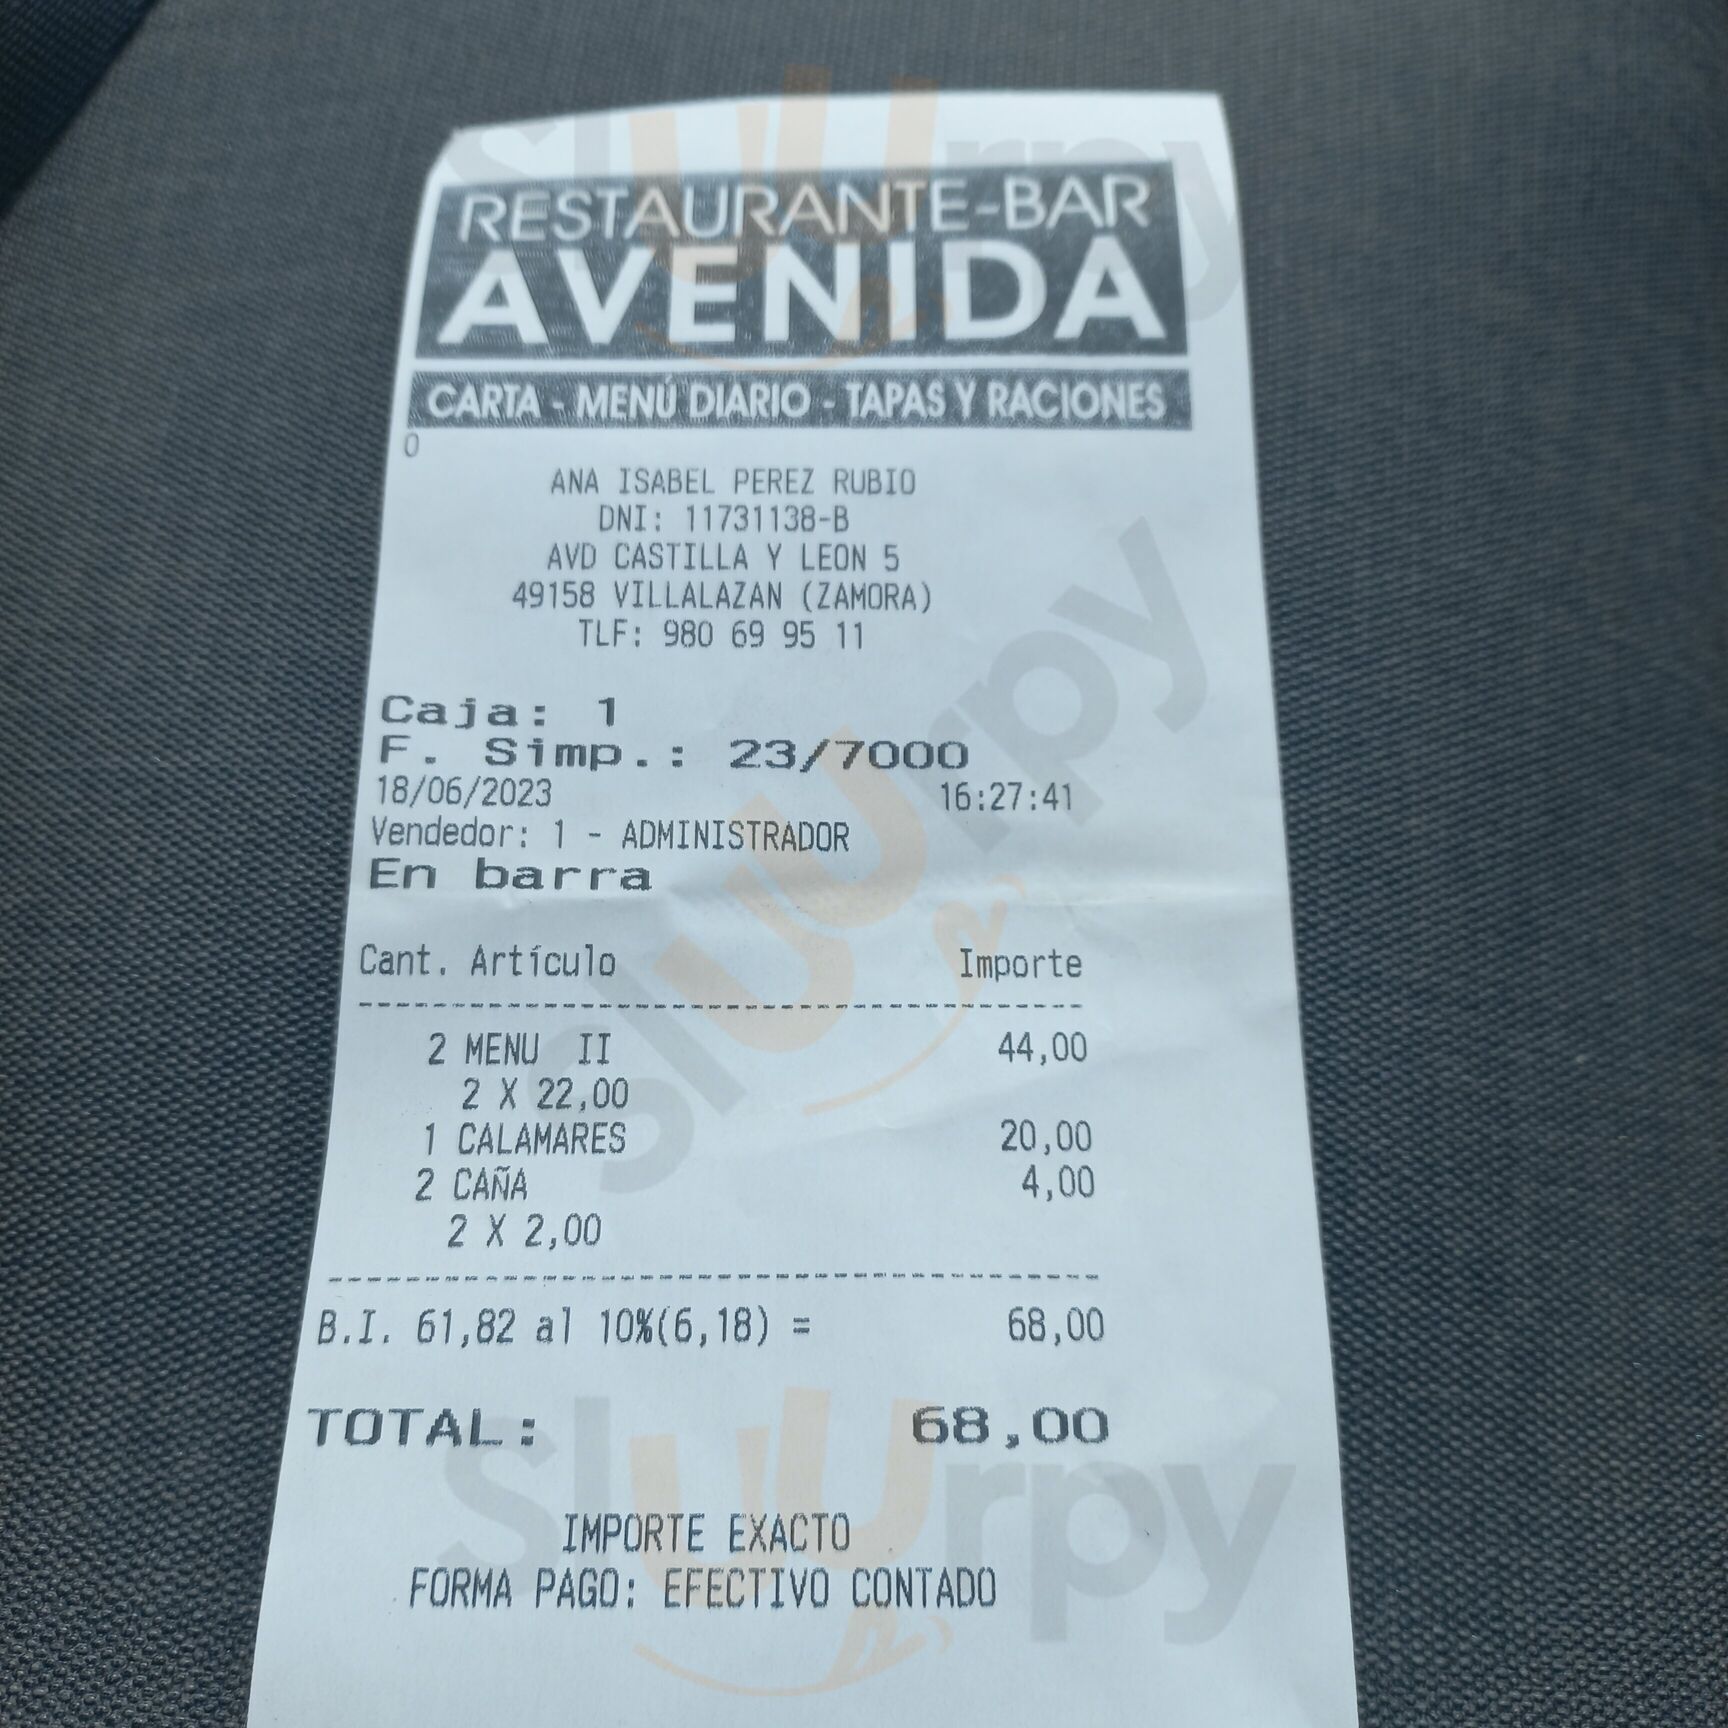 RESTAURANTE-BAR
AVENIDA
CARTA - MENÚ DIARIO - TAPAS Y RACIONES
0
ANA ISABEL PEREZ RUBIO
DNI: 11731138-B
AVD CASTILLA Y LEON 5
49158 VILLALAZAN (ZAMORA)
TLF: 980 69 95 11
Caja: 1
F. Simp.: 23/7000
18/06/2023 16:27:41
Vendedor: 1 - ADMINISTRADOR
En barra
Cant. Artículo Importe
2 MENU II 44,00
2 X 22,00
1 CALAMARES 20,00
2 CAÑA 4,00
2 X 2,00
B.I. 61,82 al 10%(6,18) = 68,00
TOTAL: 68,00
IMPORTE EXACTO
FORMA PAGO: EFECTIVO CONTADO
slUUrpy
slUUrpy
slUUrpy